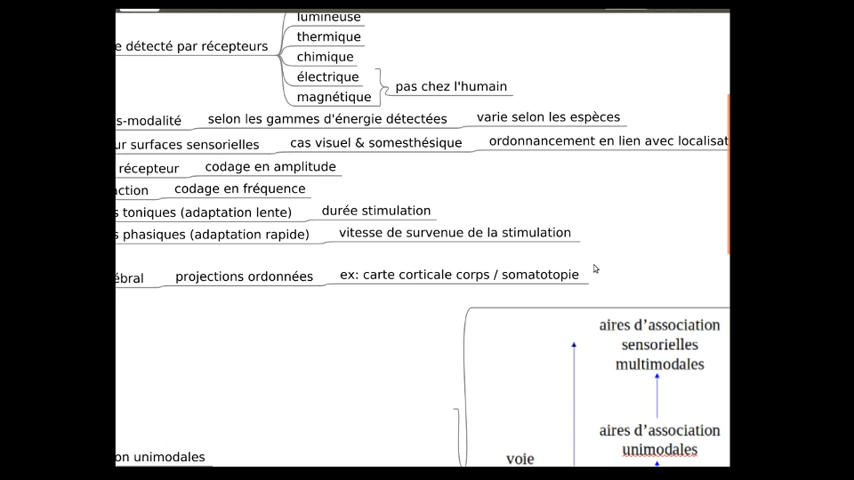 lumineuse
e détecté par récepteurs
thermique
chimique
électrique
pas chez l'humain
magnétique
s-modalité
selon les gammes d'énergie détectées
varie selon les espèces
ur surfaces sensorielles
cas visuel & somesthésique
ordonnancement en lien avec localisat
récepteur
codage en amplitude
action
codage en fréquence
s toniques (adaptation lente)
durée stimulation
s phasiques (adaptation rapide)
vitesse de survenue de la stimulation
ébral
projections ordonnées
ex: carte corticale corps / somatotopie
aires d’association
sensorielles
multimodales
aires d’association
unimodales
on unimodales
voie